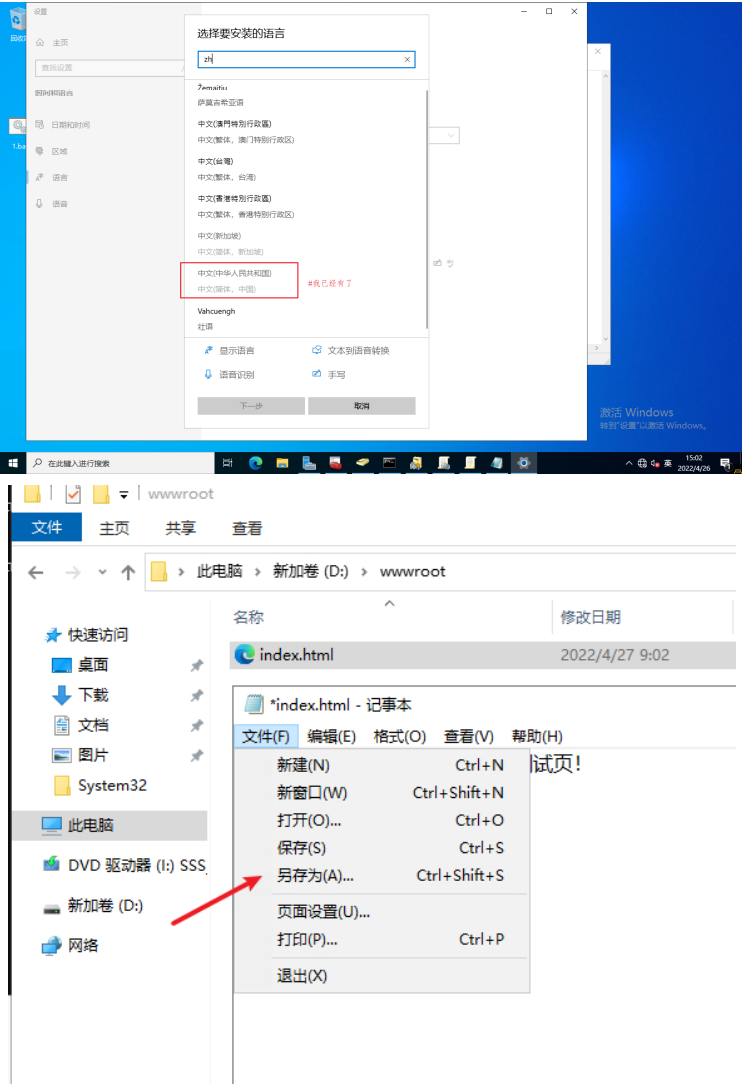 设置
选择要安装的语言
主页
zh
查找设置
Žemaitiu
萨莫吉希亚语
时间和语言
中文(澳門特別行政區)
日期和时间
中文(繁体，澳门特别行政区)
1.ba
区域
中文(台灣)
语言
中文(繁体，台湾)
语音
中文(香港特別行政區)
中文(繁体，香港特别行政区)
中文(新加坡)
中文(简体，新加坡)
中文(中华人民共和国)
#我已经有了
中文(简体，中国)
Vahcuengh
壮语
显示语言
文本到语音转换
语音识别
手写
下一步
取消
激活 Windows
转到"设置"以激活 Windows。
在此键入进行搜索
英
15:02
2022/4/26
wwwroot
文件 主页 共享 查看
此电脑 > 新加卷 (D:) > wwwroot
名称 修改日期
快速访问
index.html 2022/4/27 9:02
桌面
下载
*index.html - 记事本
文档
文件(F) 编辑(E) 格式(O) 查看(V) 帮助(H)
图片
新建(N) Ctrl+N
试页!
System32
新窗口(W) Ctrl+Shift+N
打开(O)... Ctrl+O
此电脑
保存(S) Ctrl+S
DVD 驱动器 (I:) SSS
另存为(A)... Ctrl+Shift+S
新加卷 (D:)
页面设置(U)...
打印(P)... Ctrl+P
网络
退出(X)